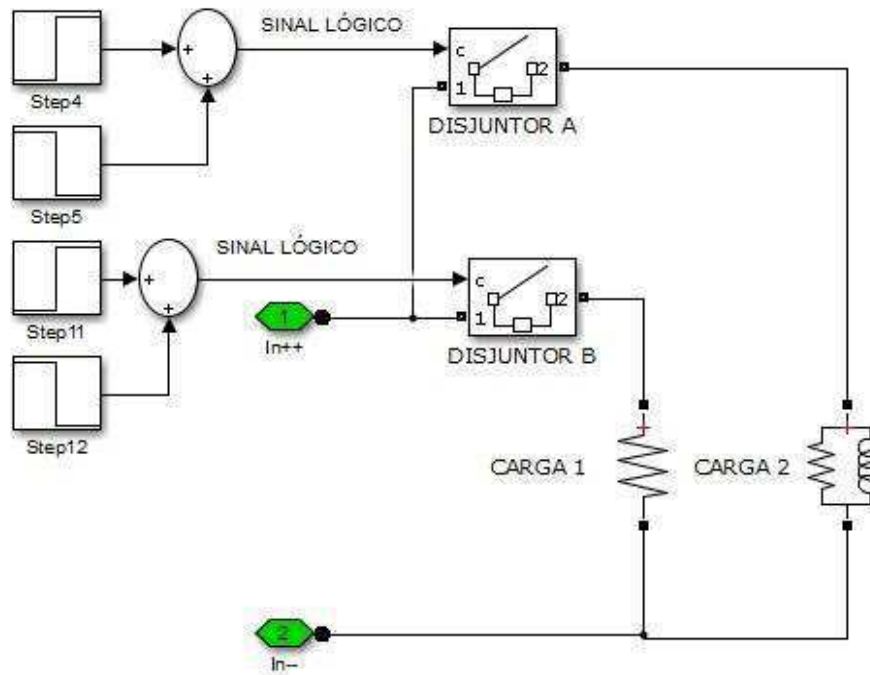 SINAL LÓGICO
+
+
Step4
c
1
2
DISJUNTOR A
Step5
SINAL LÓGICO
+
+
Step11
c
1
2
DISJUNTOR B
1
In++
Step12
CARGA 1
CARGA 2
2
In--